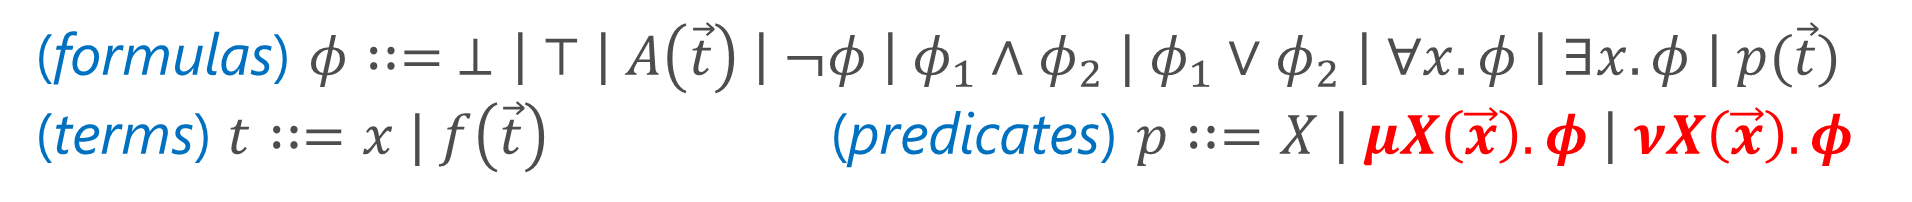 (formulas) ϕ ∷= ⊥ | ⊤ | A(t⃗) | ¬ϕ | ϕ₁ ∧ ϕ₂ | ϕ₁ ∨ ϕ₂ | ∀x. ϕ | ∃x. ϕ | p(t⃗)
(terms) t ∷= x | f(t⃗) (predicates) p ∷= X | μX(x⃗). ϕ | νX(x⃗). ϕ